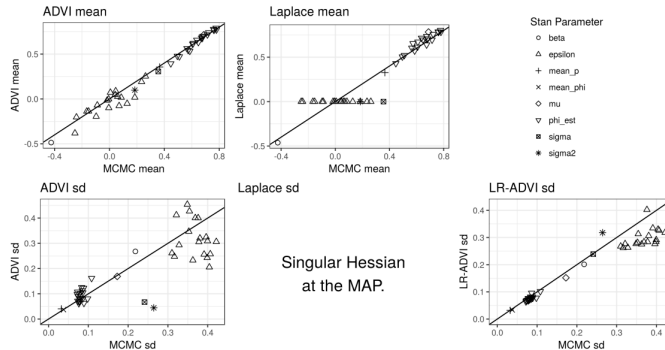 ADVI mean
Laplace mean
Stan Parameter
beta
epsilon
mean_p
mean_phi
mu
phi_est
sigma
sigma2
ADVI mean
0.5
0.0
-0.5
-0.4
0.0
0.4
0.8
MCMC mean
Laplace mean
0.5
0.0
-0.5
-0.4
0.0
0.4
0.8
MCMC mean
ADVI sd
Laplace sd
LR-ADVI sd
ADVI sd
0.4
0.3
0.2
0.1
0.0
0.0
0.1
0.2
0.3
0.4
MCMC sd
Singular Hessian
at the MAP.
LR-ADVI sd
0.4
0.3
0.2
0.1
0.0
0.0
0.1
0.2
0.3
0.4
MCMC sd